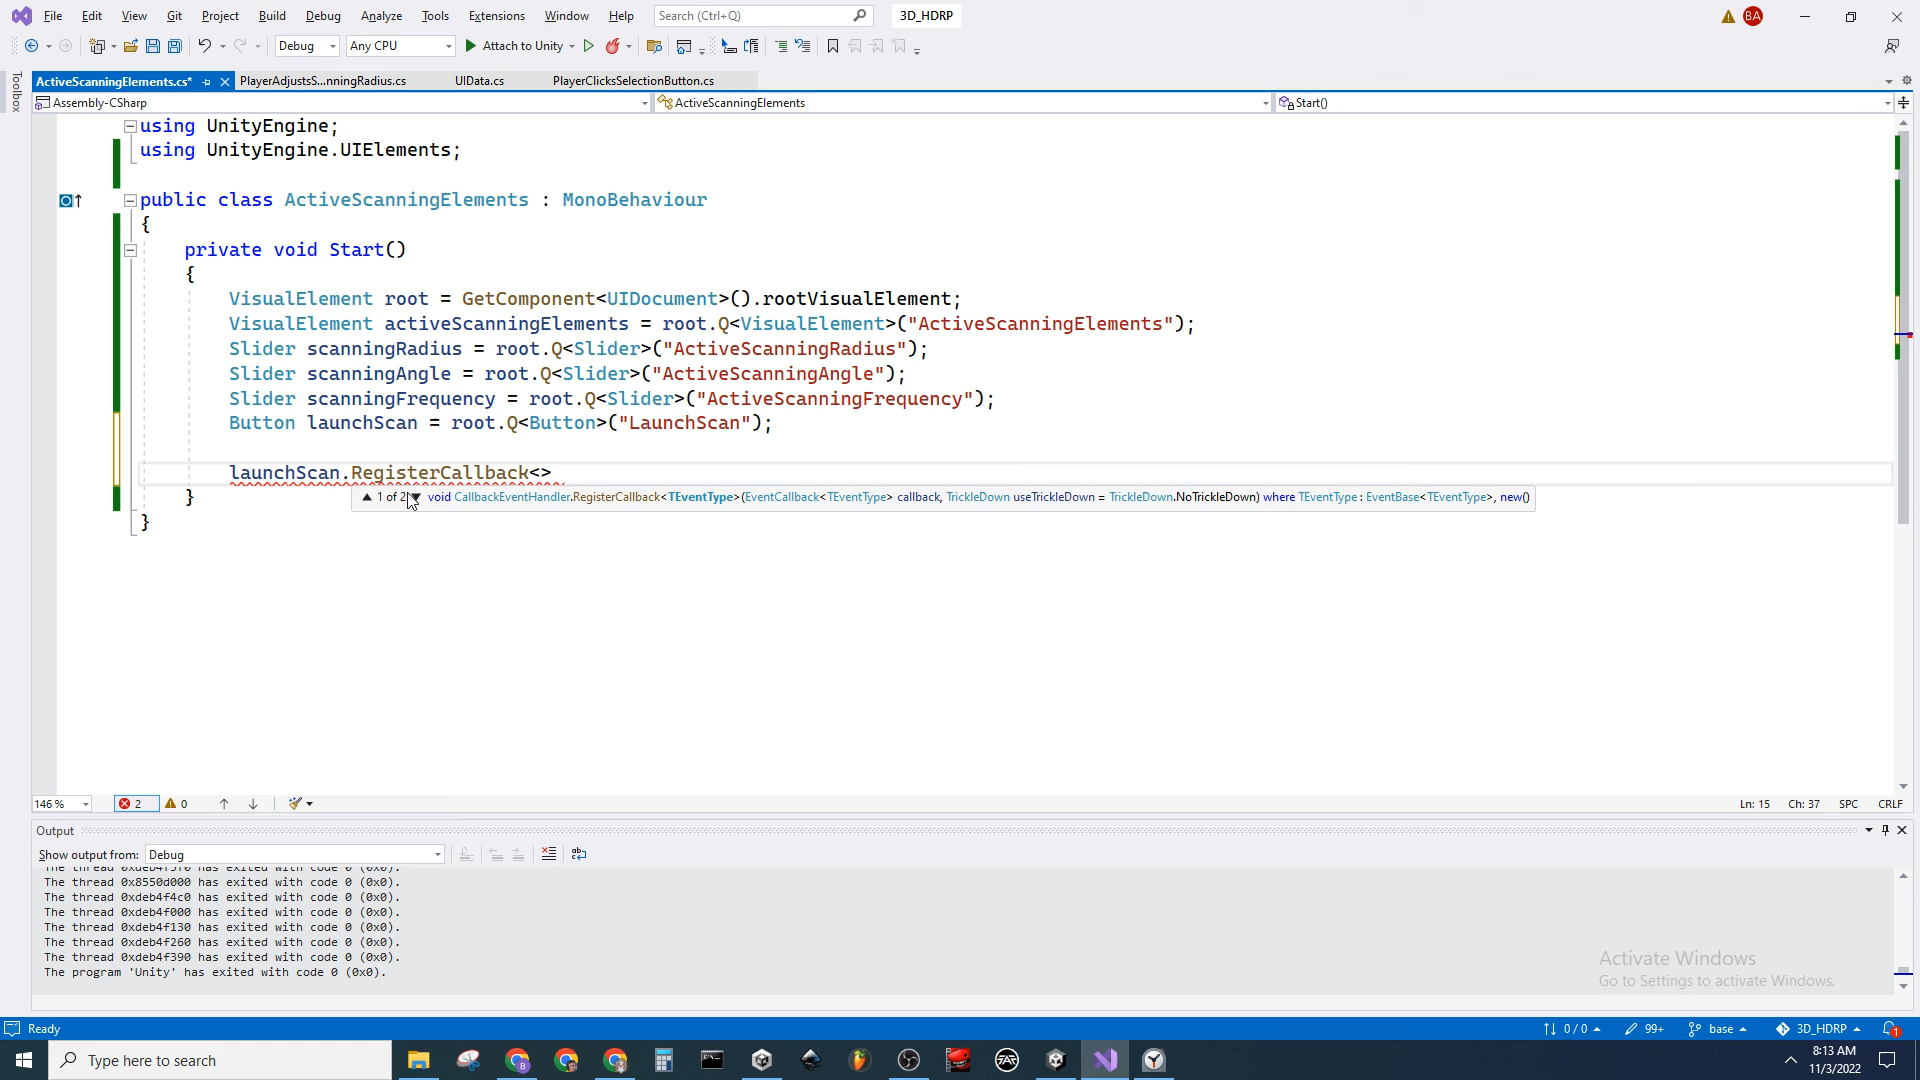 File Edit View Git Project Build Debug Analyze Tools Extensions Window Help Search (Ctrl+Q) 3D_HDRP BA
Debug Any CPU Attach to Unity
Toolbox
ActiveScanningElements.cs* PlayerAdjustsS...nningRadius.cs UIData.cs PlayerClicksSelectionButton.cs
Assembly-CSharp ActiveScanningElements Start()
using UnityEngine;
using UnityEngine.UIElements;
public class ActiveScanningElements : MonoBehaviour
{
private void Start()
{
VisualElement root = GetComponent<UIDocument>().rootVisualElement;
VisualElement activeScanningElements = root.Q<VisualElement>("ActiveScanningElements");
Slider scanningRadius = root.Q<Slider>("ActiveScanningRadius");
Slider scanningAngle = root.Q<Slider>("ActiveScanningAngle");
Slider scanningFrequency = root.Q<Slider>("ActiveScanningFrequency");
Button launchScan = root.Q<Button>("LaunchScan");
launchScan.RegisterCallback<>
} ▲ 1 of 2 ▼ void CallbackEventHandler.RegisterCallback<TEventType>(EventCallback<TEventType> callback, TrickleDown useTrickleDown = TrickleDown.NoTrickleDown) where TEventType : EventBase<TEventType>, new()
}
146 % 2 0 Ln: 15 Ch: 37 SPC CRLF
Output
Show output from: Debug
The thread 0x8550d000 has exited with code 0 (0x0).
The thread 0xdeb4f4c0 has exited with code 0 (0x0).
The thread 0xdeb4f000 has exited with code 0 (0x0).
The thread 0xdeb4f130 has exited with code 0 (0x0).
The thread 0xdeb4f260 has exited with code 0 (0x0).
The thread 0xdeb4f390 has exited with code 0 (0x0).
The program 'Unity' has exited with code 0 (0x0).
Activate Windows
Go to Settings to activate Windows.
Ready 0 / 0 99+ base 3D_HDRP 1
Type here to search 8:13 AM
11/3/2022